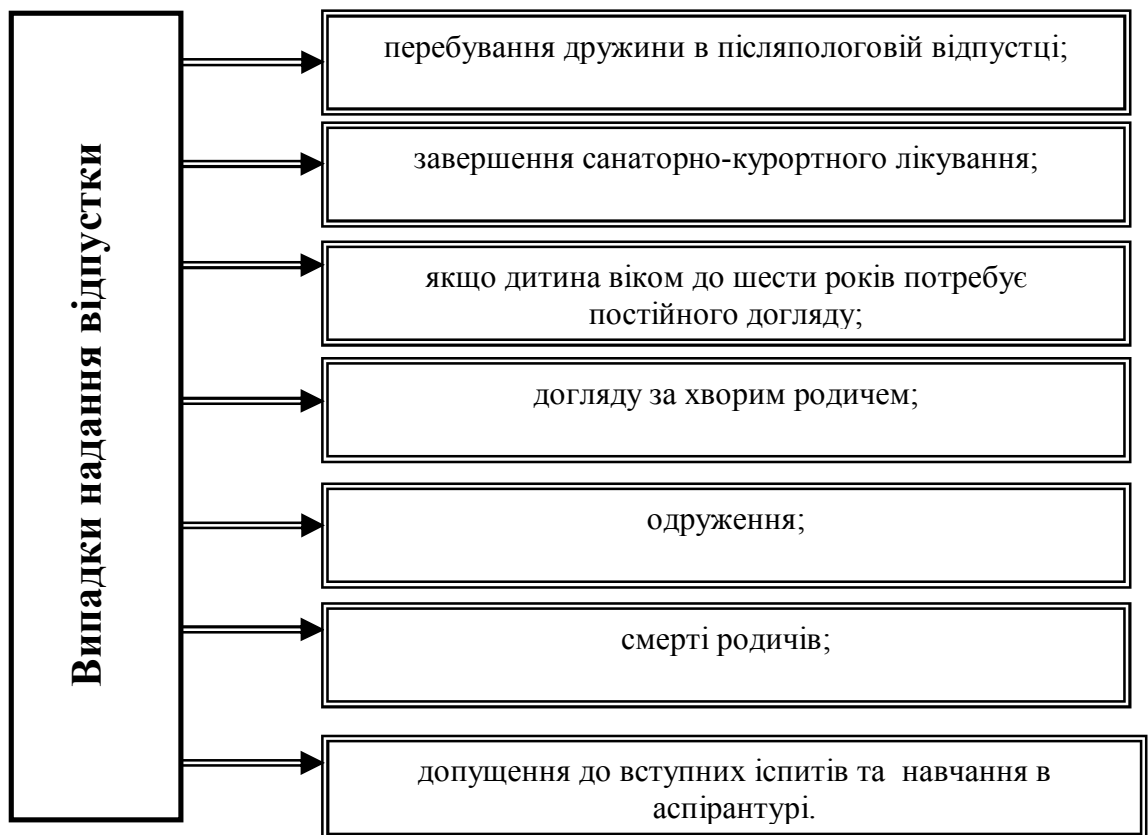 Випадки надання відпустки
перебування дружини в післяпологовій відпустці;
завершення санаторно-курортного лікування;
якщо дитина віком до шести років потребує
постійного догляду;
догляду за хворим родичем;
одруження;
смерті родичів;
допущення до вступних іспитів та  навчання в
аспірантурі.